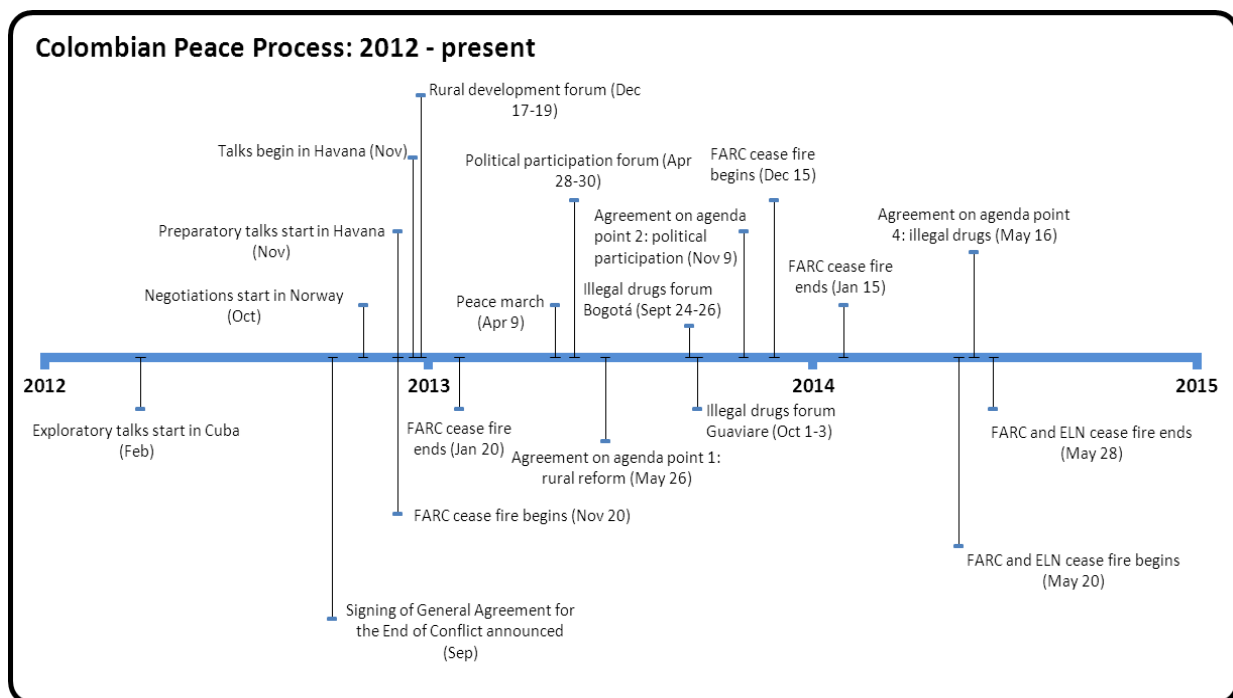 Colombian Peace Process: 2012 - present
Rural development forum (Dec
17-19)
Talks begin in Havana (Nov)
Political participation forum (Apr
28-30)
FARC cease fire
begins (Dec 15)
Preparatory talks start in Havana
(Nov)
Agreement on agenda
point 2: political
participation (Nov 9)
Agreement on agenda point
4: illegal drugs (May 16)
Negotiations start in Norway
(Oct)
Peace march
(Apr 9)
Illegal drugs forum
Bogotá (Sept 24-26)
FARC cease fire
ends (Jan 15)
2012
2013
2014
2015
Exploratory talks start in Cuba
(Feb)
FARC cease fire
ends (Jan 20)
Agreement on agenda point 1:
rural reform (May 26)
Illegal drugs forum
Guaviare (Oct 1-3)
FARC and ELN cease fire ends
(May 28)
FARC cease fire begins (Nov 20)
FARC and ELN cease fire begins
(May 20)
Signing of General Agreement for
the End of Conflict announced
(Sep)